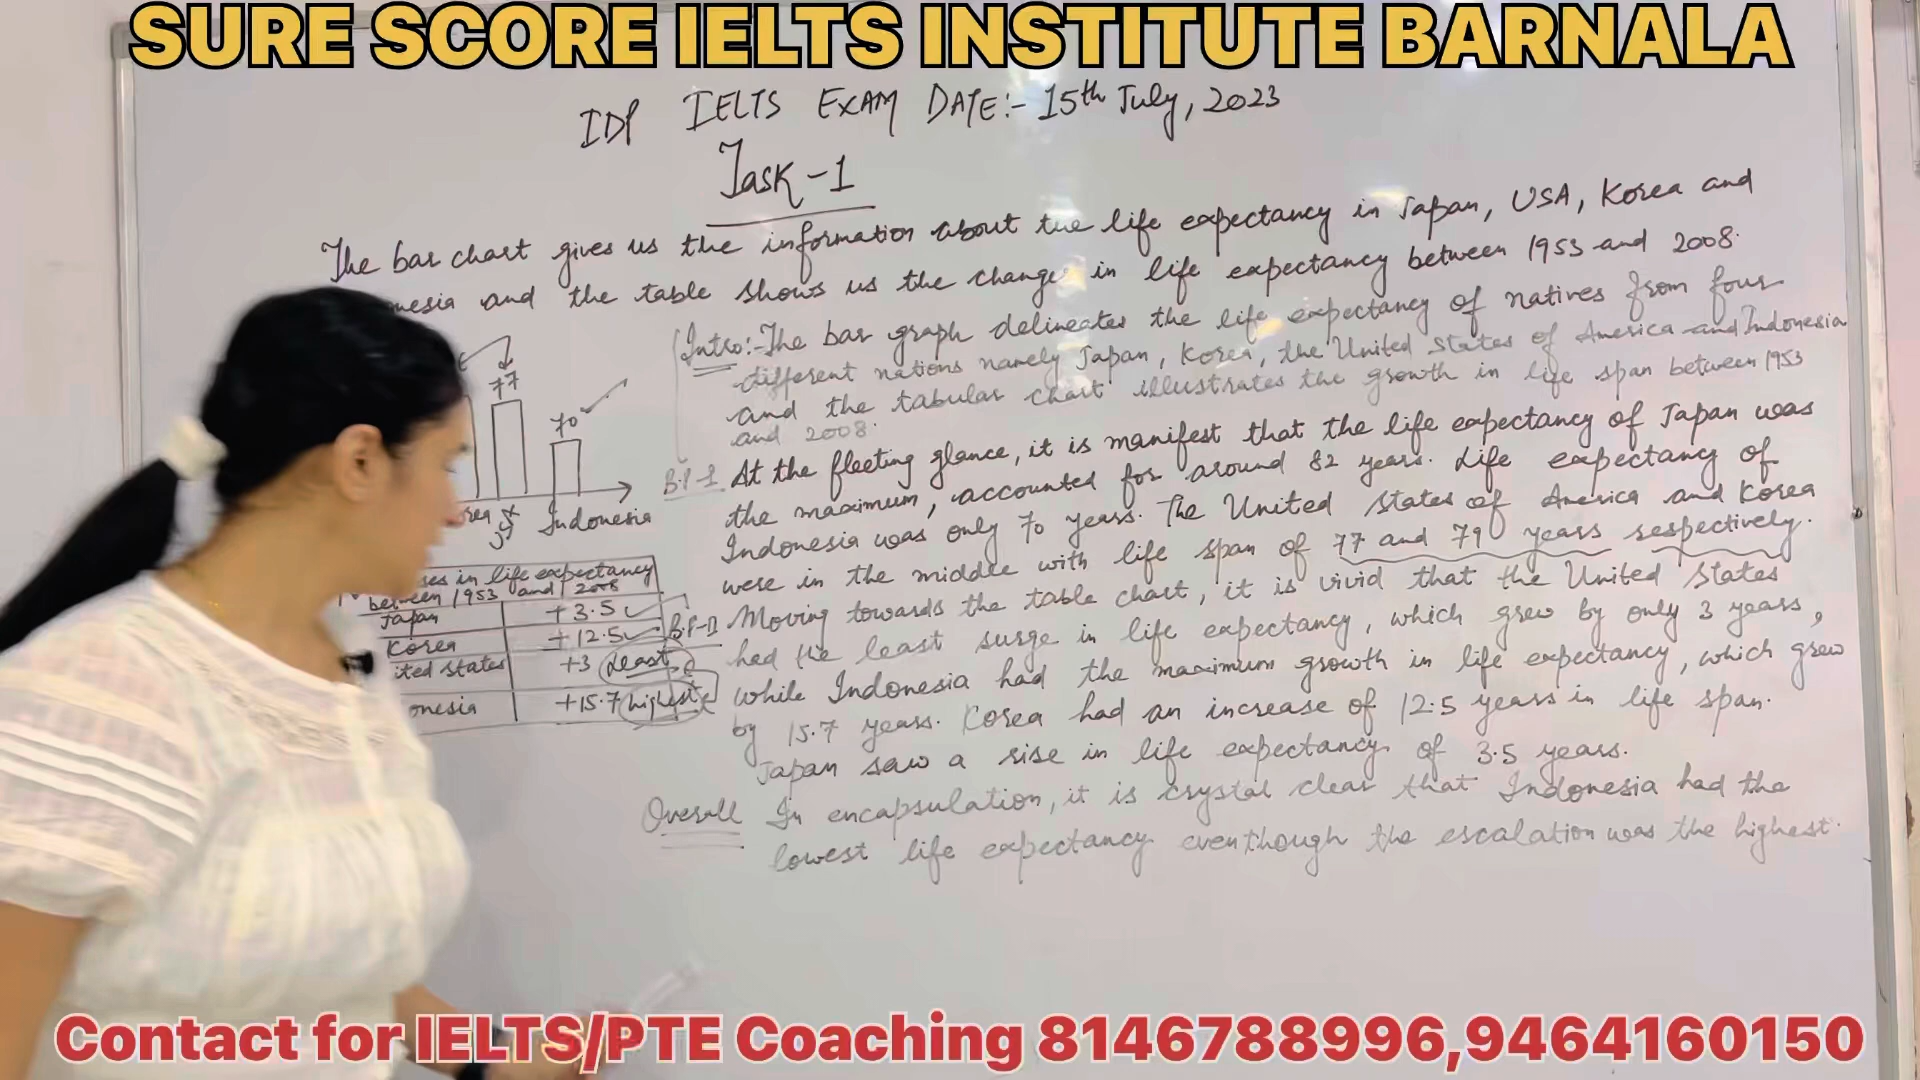 SURE SCORE IELTS INSTITUTE BARNALA
IDP IELTS EXAM DATE:- 15th July, 2023
Task-1
The bar chart gives us the information about the life expectancy in Japan, USA, Korea and
nesia and the table shows us the change in life expectancy between 1953 and 2008.
Intro:- The bar graph delineates the life expectancy of natives from four
different nations namely Japan, Korea, the United States of America and Indonesia
and the tabular chart illustrates the growth in life span between 1953
and 2008.
77
70
rea
Indonesia
B.P-I At the fleeting glance, it is manifest that the life expectancy of Japan was
the maximum, accounted for around 82 years. Life expectancy of
Indonesia was only 70 years. The United States of America and Korea
were in the middle with life span of 77 and 79 years respectively.
ses in life expectancy
between 1953 and 2008
Japan +3.5
Korea +12.5
ited states +3 Least
onesia +15.7 highest
B.P-II Moving towards the table chart, it is vivid that the United States
had the least surge in life expectancy, which grew by only 3 years,
while Indonesia had the maximum growth in life expectancy, which grew
by 15.7 years. Korea had an increase of 12.5 years in life span.
Japan saw a rise in life expectancy of 3.5 years.
Overall In encapsulation, it is crystal clear that Indonesia had the
lowest life expectancy eventhough the escalation was the highest.
Contact for IELTS/PTE Coaching 8146788996,9464160150